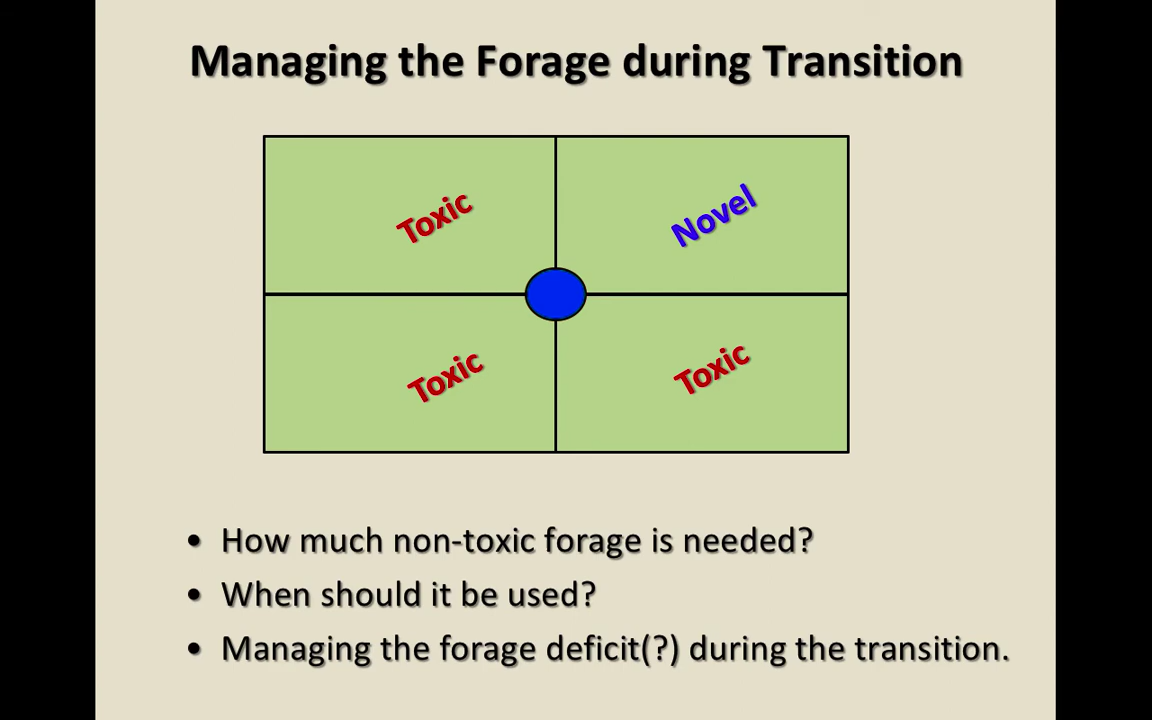 Managing the Forage during Transition
Toxic
Novel
Toxic
Toxic
• How much non-toxic forage is needed?
• When should it be used?
• Managing the forage deficit(?) during the transition.